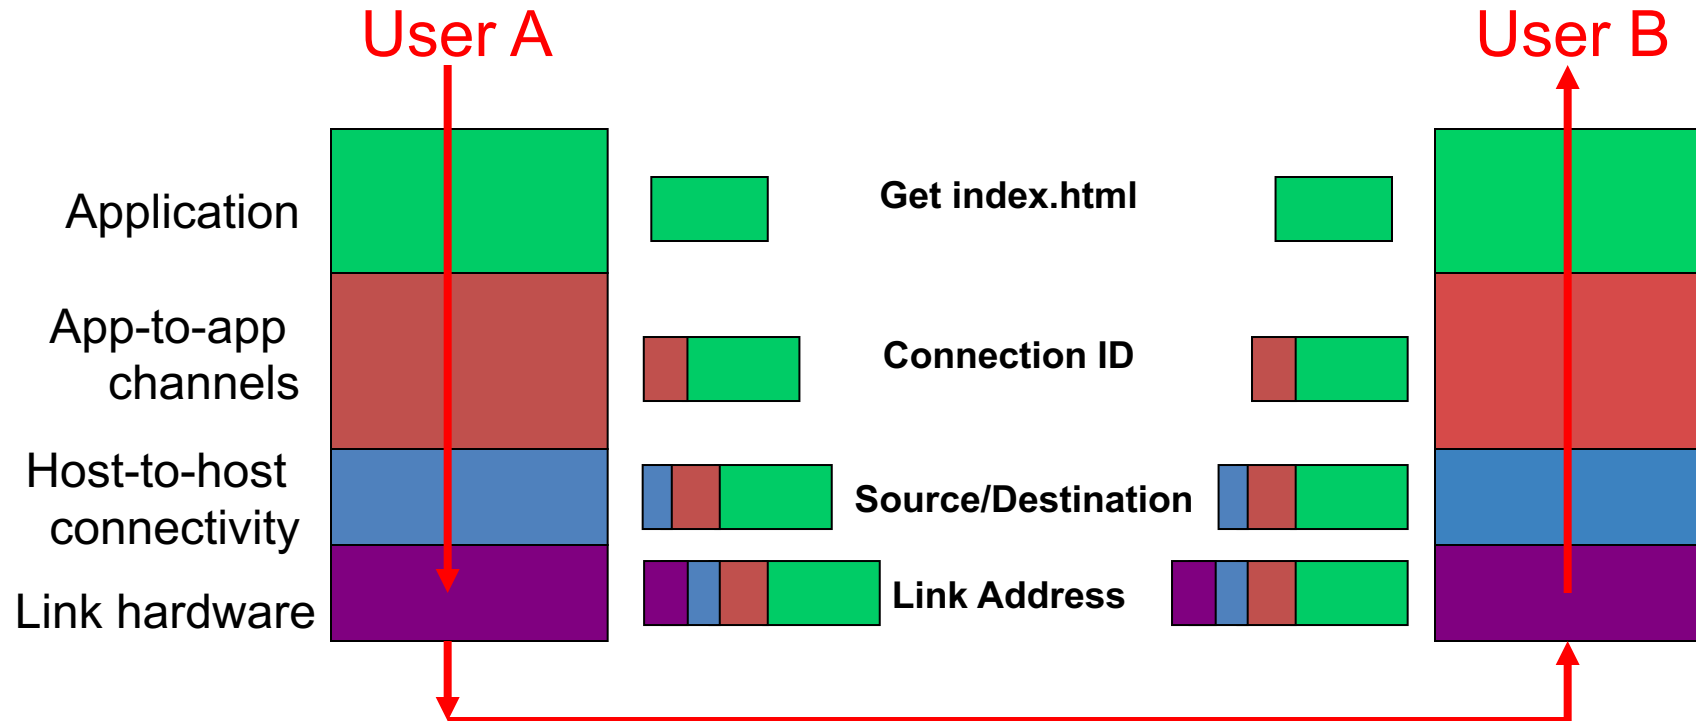 User A
User B
Application
Get index.html
App-to-app
channels
Connection ID
Host-to-host
connectivity
Source/Destination
Link hardware
Link Address